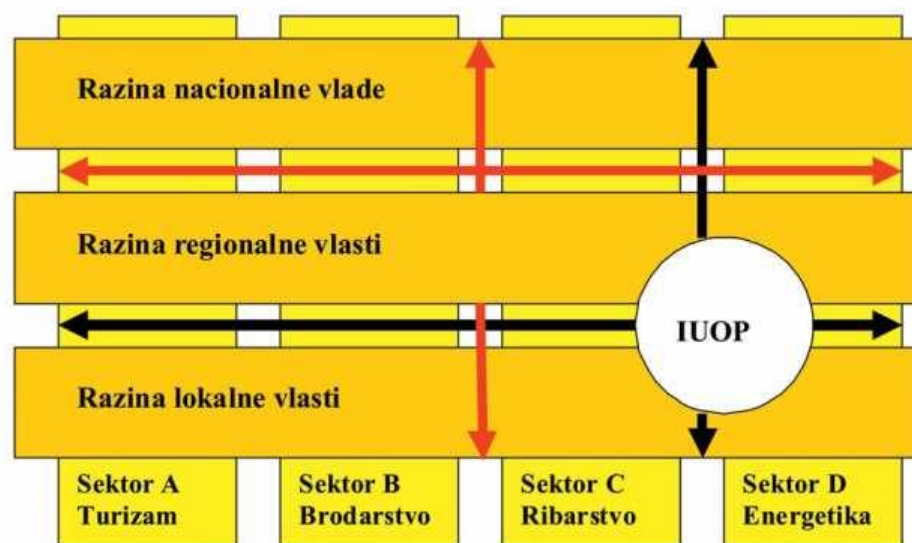 Razina nacionalne vlade
Razina regionalne vlasti
IUOP
Razina lokalne vlasti
Sektor A
Turizam
Sektor B
Brodarstvo
Sektor C
Ribarstvo
Sektor D
Energetika